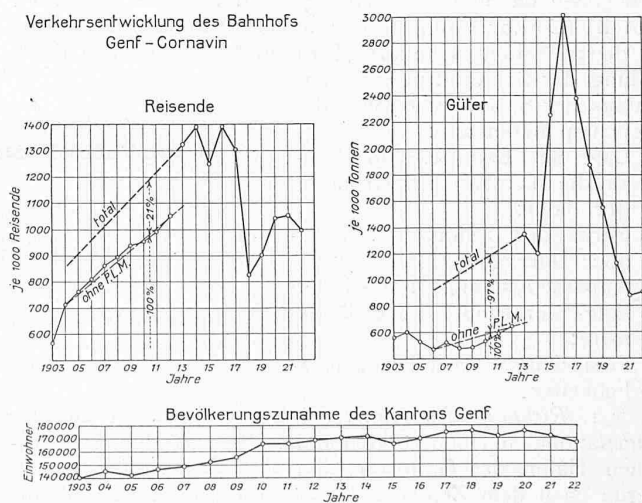 Verkehrsentwicklung des Bahnhofs
Genf-Cornavin
Reisende
je 1000 Reisende
1400
1300
1200
1100
1000
900
800
700
600
total
ohne P.L.M.
21%
100%
1903 05 07 09 11 13 15 17 19 21
Jahre
Güter
je 1000 Tonnen
3000
2800
2600
2400
2200
2000
1800
1600
1400
1200
1000
800
600
total
ohne P.L.M.
97%
100%
1903 05 07 09 11 13 15 17 19 21
Jahre
Bevölkerungszunahme des Kantons Genf
Einwohner
180000
170000
160000
150000
140000
1903 04 05 06 07 08 09 10 11 12 13 14 15 16 17 18 19 20 21 22
Jahre